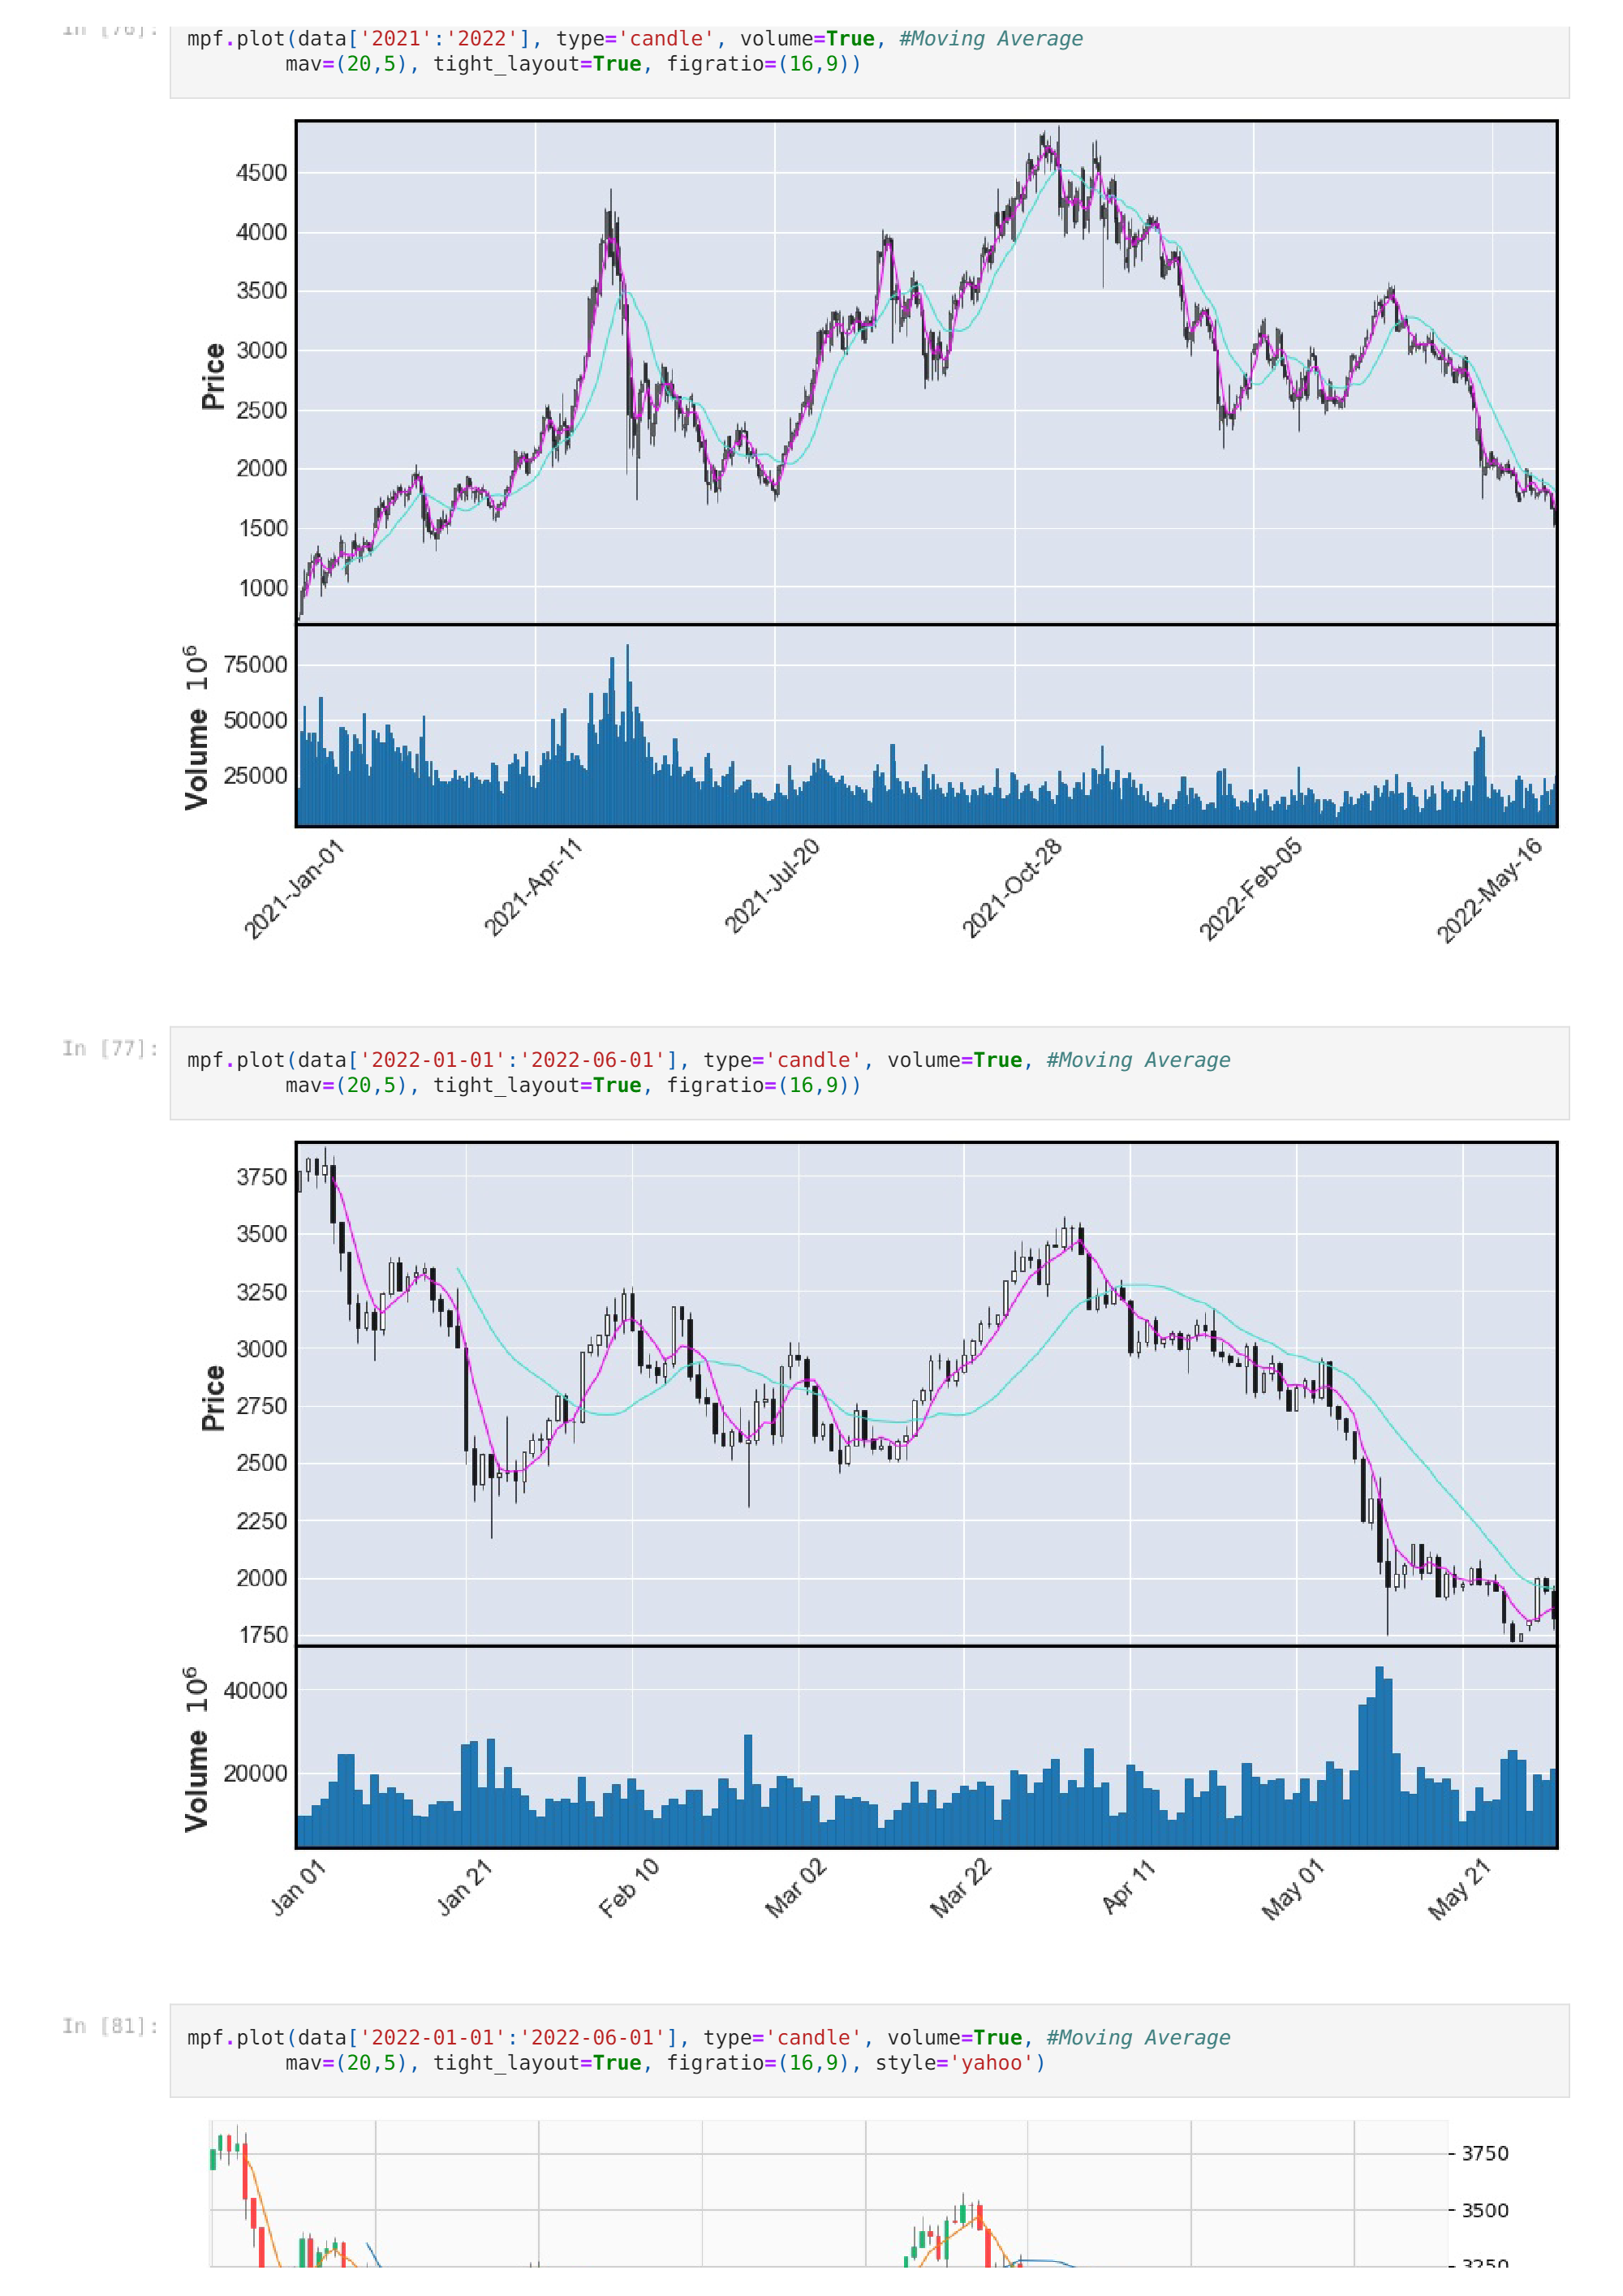 In [76]:
mpf.plot(data['2021':'2022'], type='candle', volume=True, #Moving Average
mav=(20,5), tight_layout=True, figratio=(16,9))
4500
4000
3500
3000
2500
2000
1500
1000
Price
75000
50000
25000
Volume 10⁶
2021-Jan-01
2021-Apr-11
2021-Jul-20
2021-Oct-28
2022-Feb-05
2022-May-16
In [77]:
mpf.plot(data['2022-01-01':'2022-06-01'], type='candle', volume=True, #Moving Average
mav=(20,5), tight_layout=True, figratio=(16,9))
3750
3500
3250
3000
2750
2500
2250
2000
1750
Price
40000
20000
Volume 10⁶
Jan 01
Jan 21
Feb 10
Mar 02
Mar 22
Apr 11
May 01
May 21
In [81]:
mpf.plot(data['2022-01-01':'2022-06-01'], type='candle', volume=True, #Moving Average
mav=(20,5), tight_layout=True, figratio=(16,9), style='yahoo')
3750
3500
3250